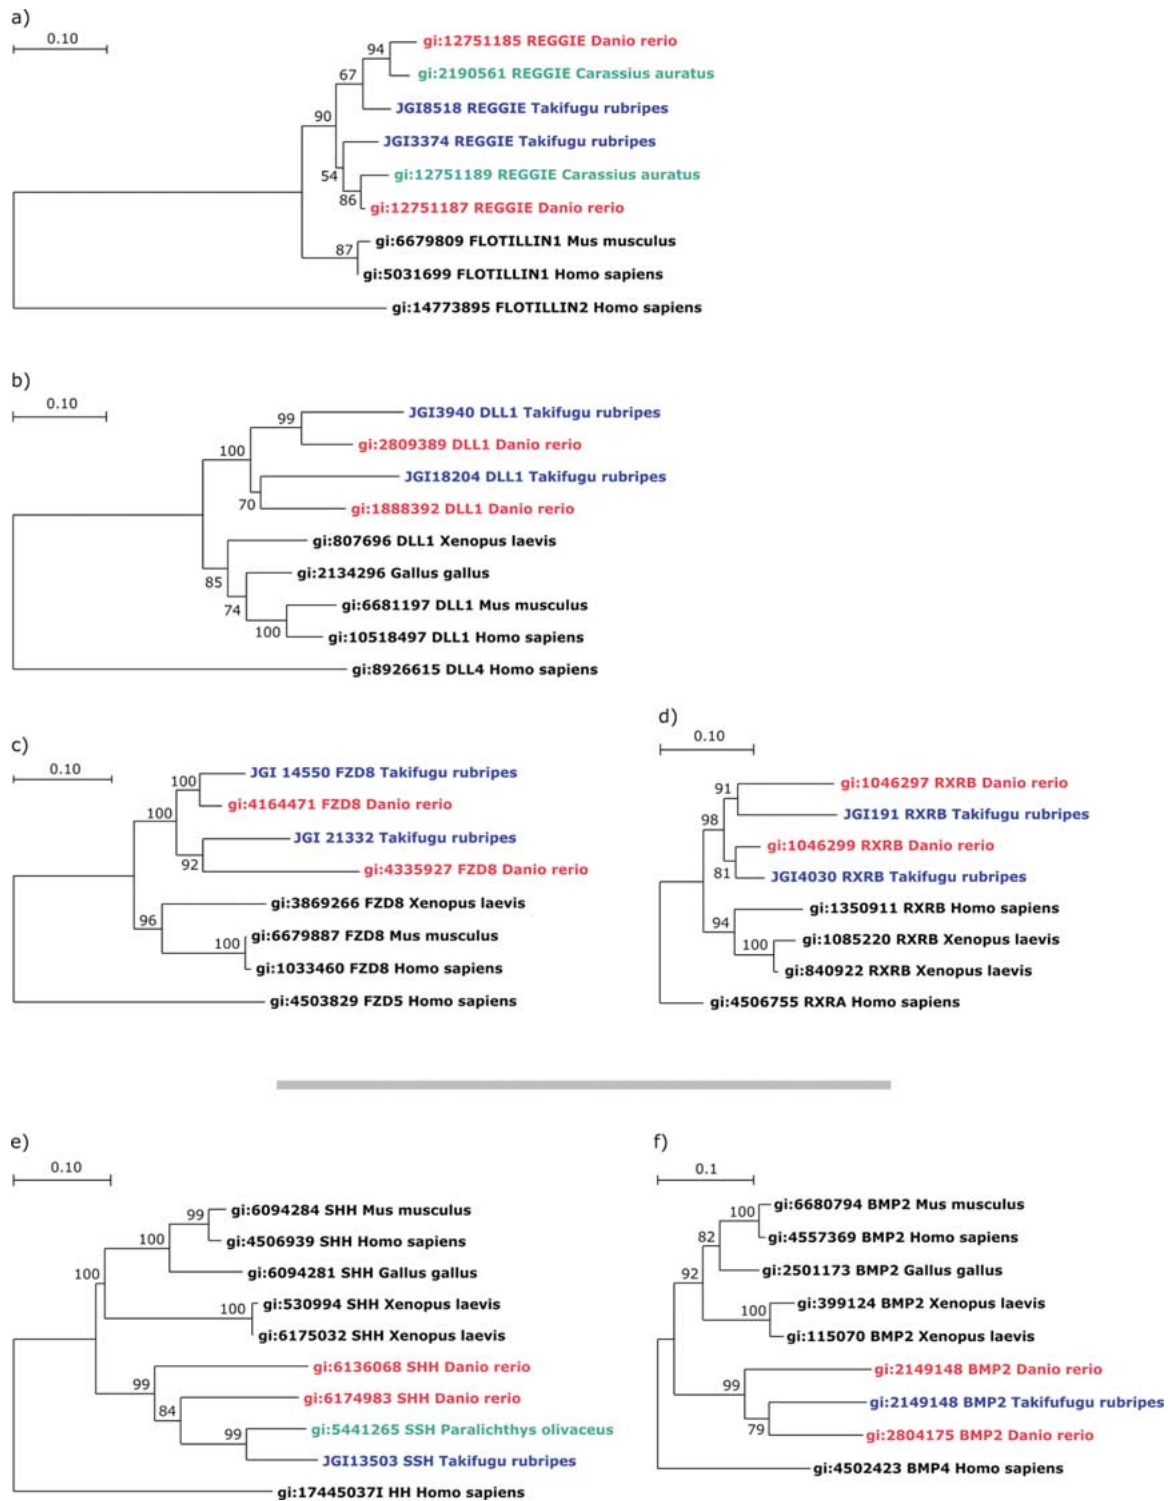 a)
0.10
94
gi:12751185 REGGIE Danio rerio
gi:2190561 REGGIE Carassius auratus
67
JGI8518 REGGIE Takifugu rubripes
90
JGI3374 REGGIE Takifugu rubripes
54
gi:12751189 REGGIE Carassius auratus
86
gi:12751187 REGGIE Danio rerio
gi:6679809 FLOTILLIN1 Mus musculus
87
gi:5031699 FLOTILLIN1 Homo sapiens
gi:14773895 FLOTILLIN2 Homo sapiens
b)
0.10
99
JGI3940 DLL1 Takifugu rubripes
gi:2809389 DLL1 Danio rerio
100
JGI18204 DLL1 Takifugu rubripes
70
gi:1888392 DLL1 Danio rerio
gi:807696 DLL1 Xenopus laevis
85
gi:2134296 Gallus gallus
74
gi:6681197 DLL1 Mus musculus
100
gi:10518497 DLL1 Homo sapiens
gi:8926615 DLL4 Homo sapiens
c)
0.10
100
JGI 14550 FZD8 Takifugu rubripes
gi:4164471 FZD8 Danio rerio
100
JGI 21332 Takifugu rubripes
92
gi:4335927 FZD8 Danio rerio
gi:3869266 FZD8 Xenopus laevis
96
gi:6679887 FZD8 Mus musculus
100
gi:1033460 FZD8 Homo sapiens
gi:4503829 FZD5 Homo sapiens
d)
0.10
91
gi:1046297 RXRB Danio rerio
JGI191 RXRB Takifugu rubripes
98
gi:1046299 RXRB Danio rerio
81
JGI4030 RXRB Takifugu rubripes
gi:1350911 RXRB Homo sapiens
94
gi:1085220 RXRB Xenopus laevis
100
gi:840922 RXRB Xenopus laevis
gi:4506755 RXRA Homo sapiens
e)
0.10
99
gi:6094284 SHH Mus musculus
gi:4506939 SHH Homo sapiens
100
gi:6094281 SHH Gallus gallus
100
gi:530994 SHH Xenopus laevis
100
gi:6175032 SHH Xenopus laevis
gi:6136068 SHH Danio rerio
99
gi:6174983 SHH Danio rerio
84
gi:5441265 SSH Paralichthys olivaceus
99
JGI13503 SSH Takifugu rubripes
gi:17445037I HH Homo sapiens
f)
0.1
100
gi:6680794 BMP2 Mus musculus
82
gi:4557369 BMP2 Homo sapiens
gi:2501173 BMP2 Gallus gallus
92
gi:399124 BMP2 Xenopus laevis
100
gi:115070 BMP2 Xenopus laevis
gi:2149148 BMP2 Danio rerio
99
gi:2149148 BMP2 Takifufugu rubripes
79
gi:2804175 BMP2 Danio rerio
gi:4502423 BMP4 Homo sapiens